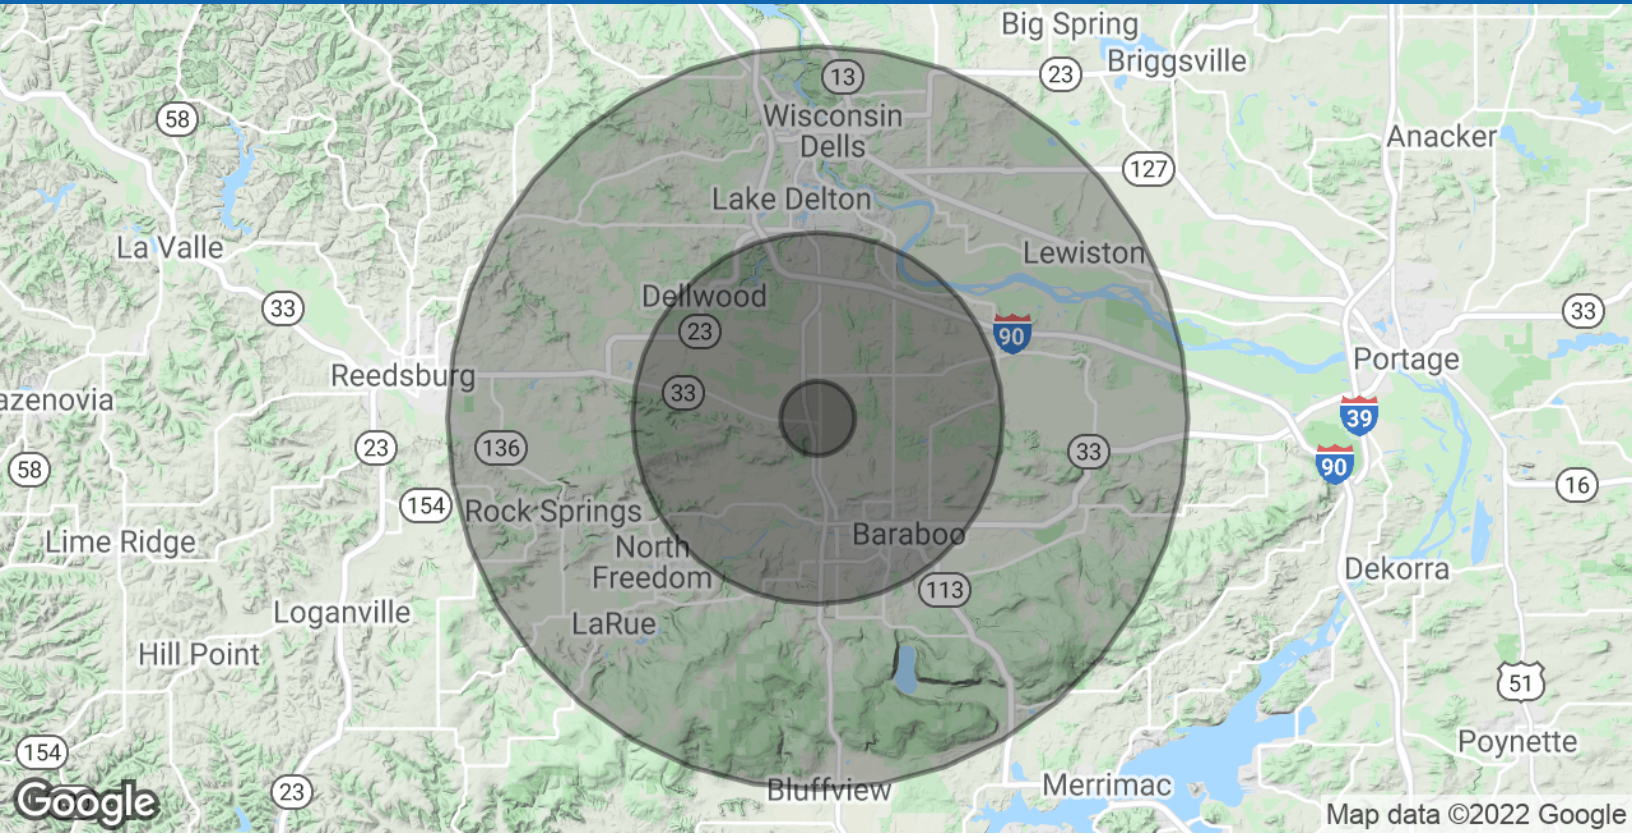 Big Spring
23
Briggsville
13
58
Wisconsin
Dells
Anacker
127
Lake Delton
La Valle
Lewiston
Dellwood
33
23
90
33
Portage
Reedsburg
33
azenovia
39
136
23
33
58
90
16
154
Rock Springs
Baraboo
Lime Ridge
North
Freedom
Dekorra
113
Loganville
LaRue
Hill Point
51
Poynette
154
Merrimac
Bluffview
23
Google
Map data ©2022 Google